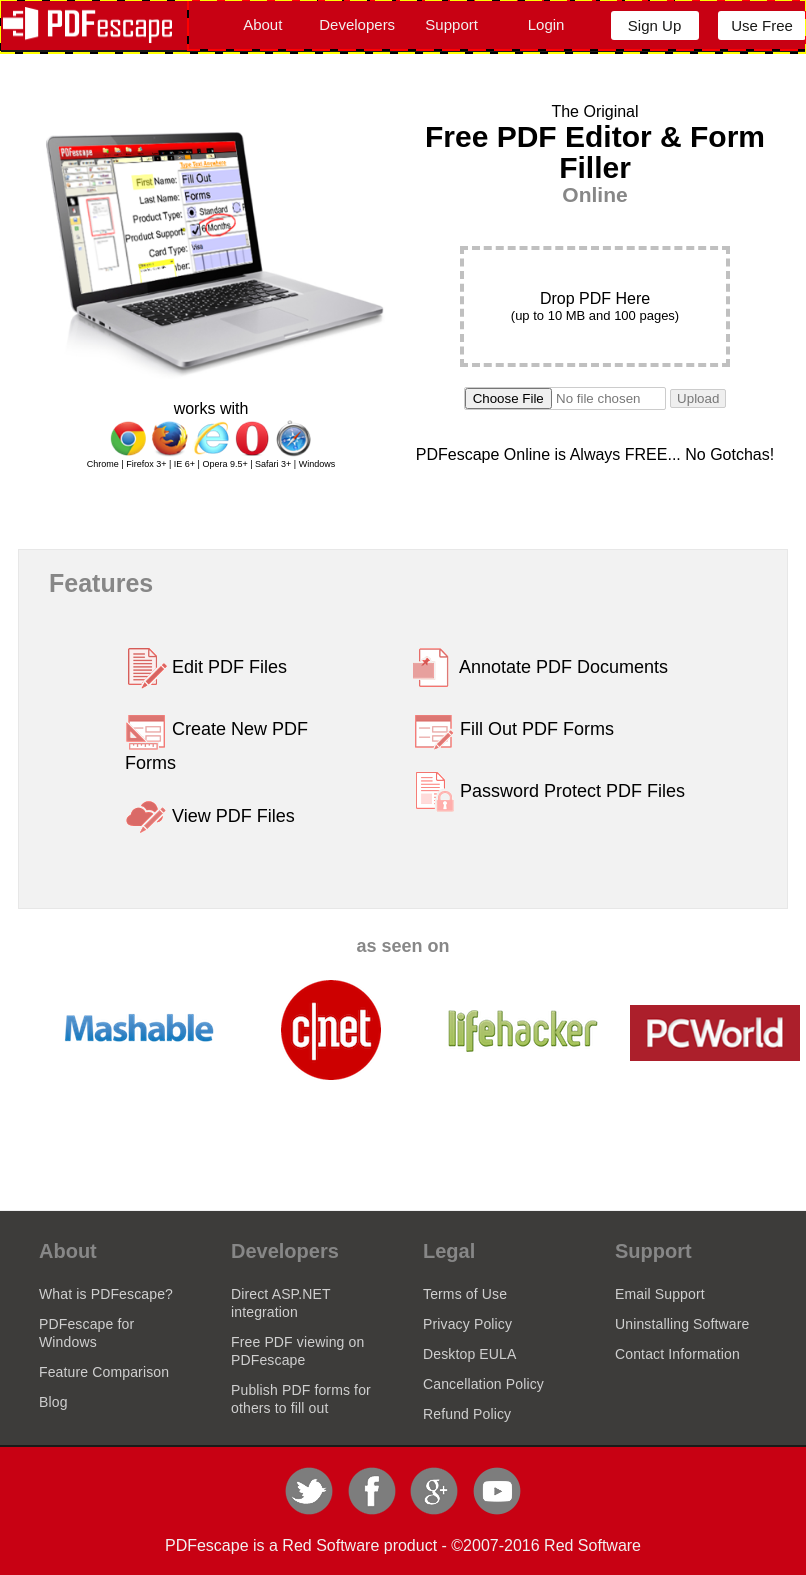 PDFescape
About Developers Support Login Sign Up Use Free
The Original
Free PDF Editor & Form
Filler
Online
PDFescape
Type Text Anywhere
First Name: Fill Out
Last Name: Forms
Product Type: Standard
Product Support: 6 Months
Card Type: Visa
Drop PDF Here
(up to 10 MB and 100 pages)
Choose File No file chosen Upload
works with
Chrome | Firefox 3+ | IE 6+ | Opera 9.5+ | Safari 3+ | Windows
PDFescape Online is Always FREE... No Gotchas!
Features
Edit PDF Files
Create New PDF
Forms
View PDF Files
Annotate PDF Documents
Fill Out PDF Forms
Password Protect PDF Files
as seen on
Mashable
c|net
lifehacker
PCWorld
About
What is PDFescape?
PDFescape for
Windows
Feature Comparison
Blog
Developers
Direct ASP.NET
integration
Free PDF viewing on
PDFescape
Publish PDF forms for
others to fill out
Legal
Terms of Use
Privacy Policy
Desktop EULA
Cancellation Policy
Refund Policy
Support
Email Support
Uninstalling Software
Contact Information
PDFescape is a Red Software product - ©2007-2016 Red Software